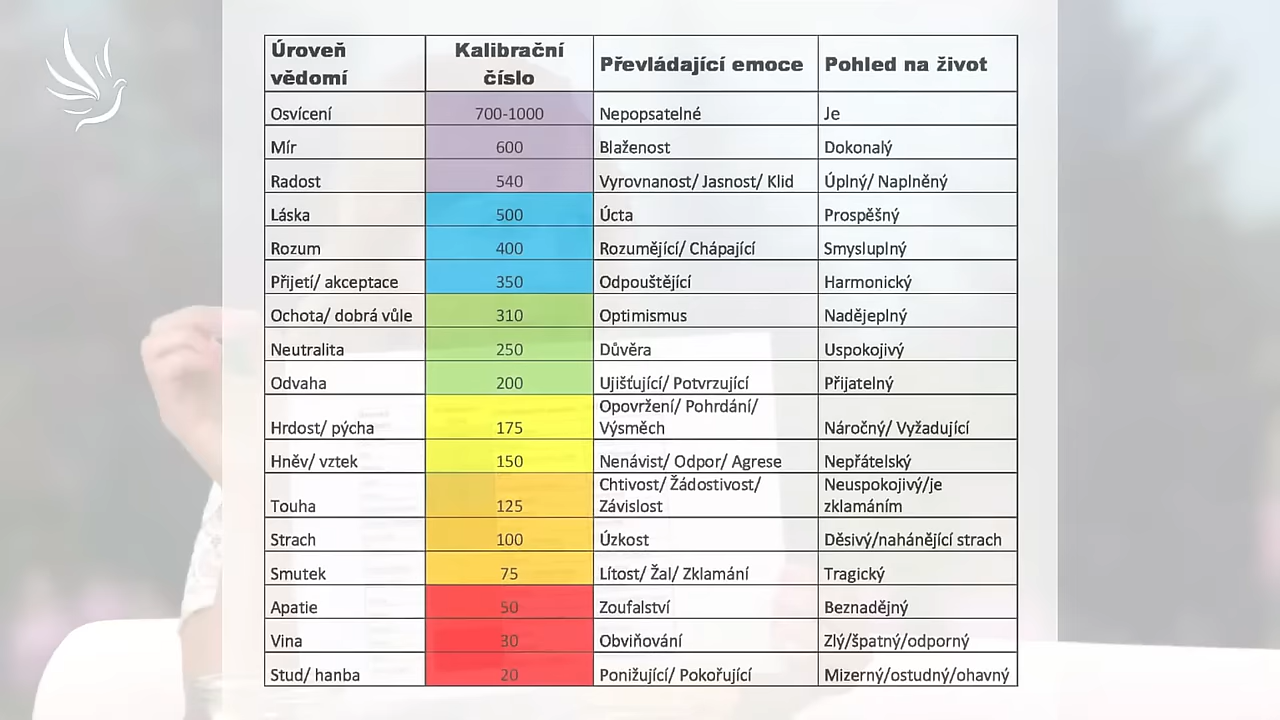 Úroveň vědomí Kalibrační číslo Převládající emoce Pohled na život
Osvícení 700-1000 Nepopsatelné Je
Mír 600 Blaženost Dokonalý
Radost 540 Vyrovnanost/ Jasnost/ Klid Úplný/ Naplněný
Láska 500 Úcta Prospěšný
Rozum 400 Rozumějící/ Chápající Smysluplný
Přijetí/ akceptace 350 Odpouštějící Harmonický
Ochota/ dobrá vůle 310 Optimismus Nadějeplný
Neutralita 250 Důvěra Uspokojivý
Odvaha 200 Ujišťující/ Potvrzující Přijatelný
Hrdost/ pýcha 175 Opovržení/ Pohrdání/ Výsměch Náročný/ Vyžadující
Hněv/ vztek 150 Nenávist/ Odpor/ Agrese Nepřátelský
Touha 125 Chtivost/ Žádostivost/ Závislost Neuspokojivý/je zklamáním
Strach 100 Úzkost Děsivý/nahánějící strach
Smutek 75 Lítost/ Žal/ Zklamání Tragický
Apatie 50 Zoufalství Beznadějný
Vina 30 Obviňování Zlý/špatný/odporný
Stud/ hanba 20 Ponižující/ Pokořující Mizerný/ostudný/ohavný